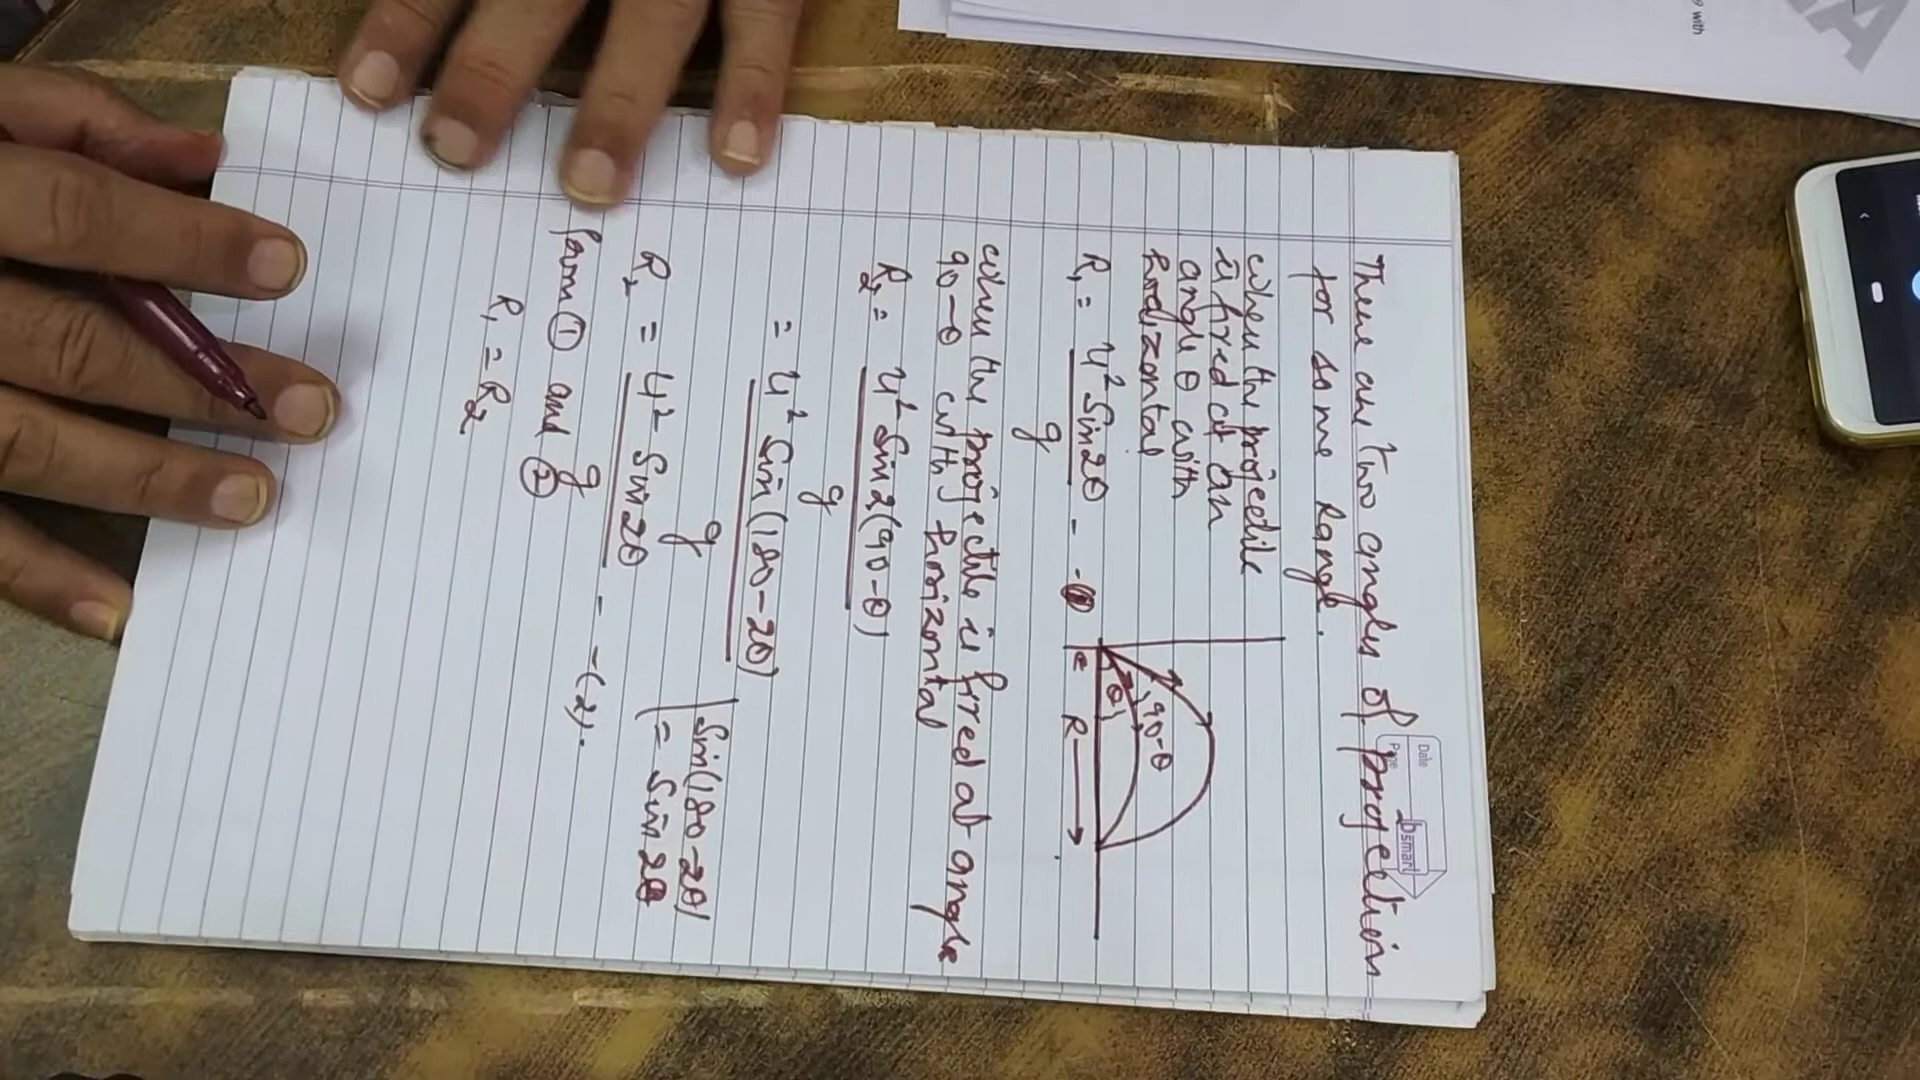 Date
Page
bsmart
There are two angles of projection
for same Range.
when the projectile
is fired at an
angle θ with
horizontal
R₁ = u² Sin2θ / g - - ①
90-θ
θ
R
when the projectile is fired at angle
90-θ with horizontal
R₂ = u² Sin2(90-θ) / g
= u² Sin(180-2θ) / g
Sin(180-2θ)
= Sin2θ
R₂ = u² Sin2θ / g - - (2).
from ① and ②
R₁ = R₂
with